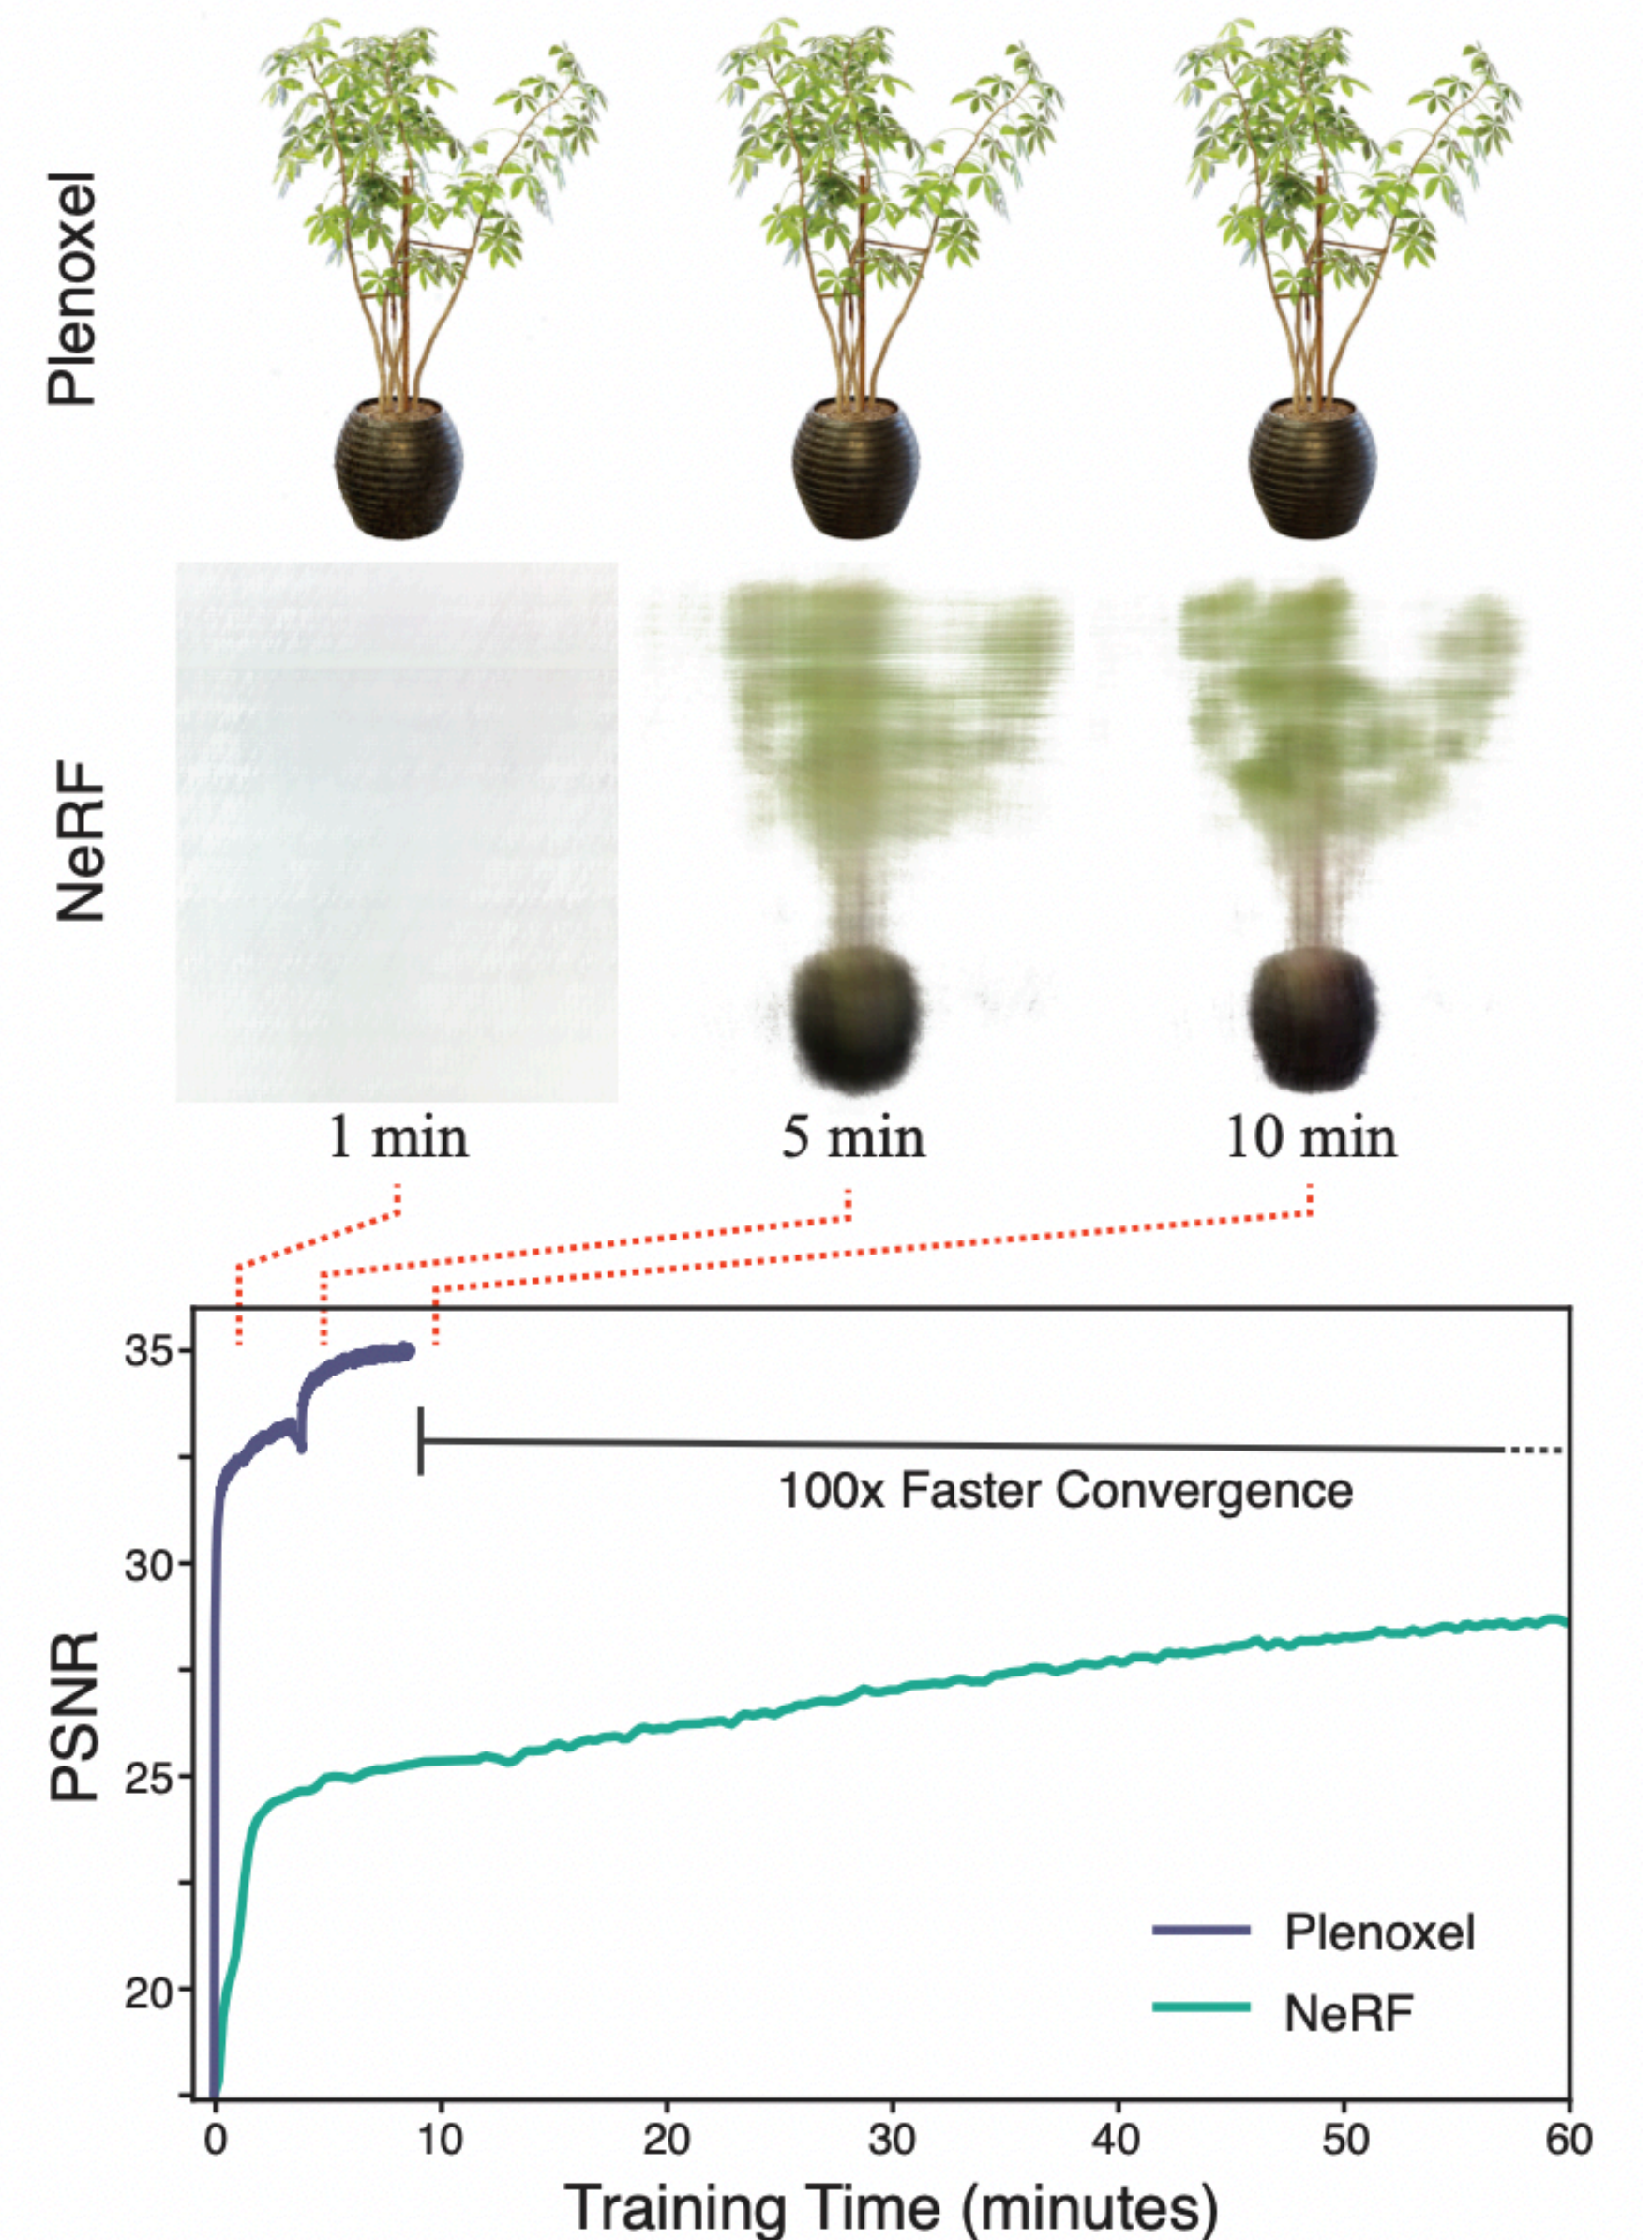 Plenoxel
NeRF
1 min
5 min
10 min
35
30
25
20
PSNR
100x Faster Convergence
Plenoxel
NeRF
0
10
20
30
40
50
60
Training Time (minutes)